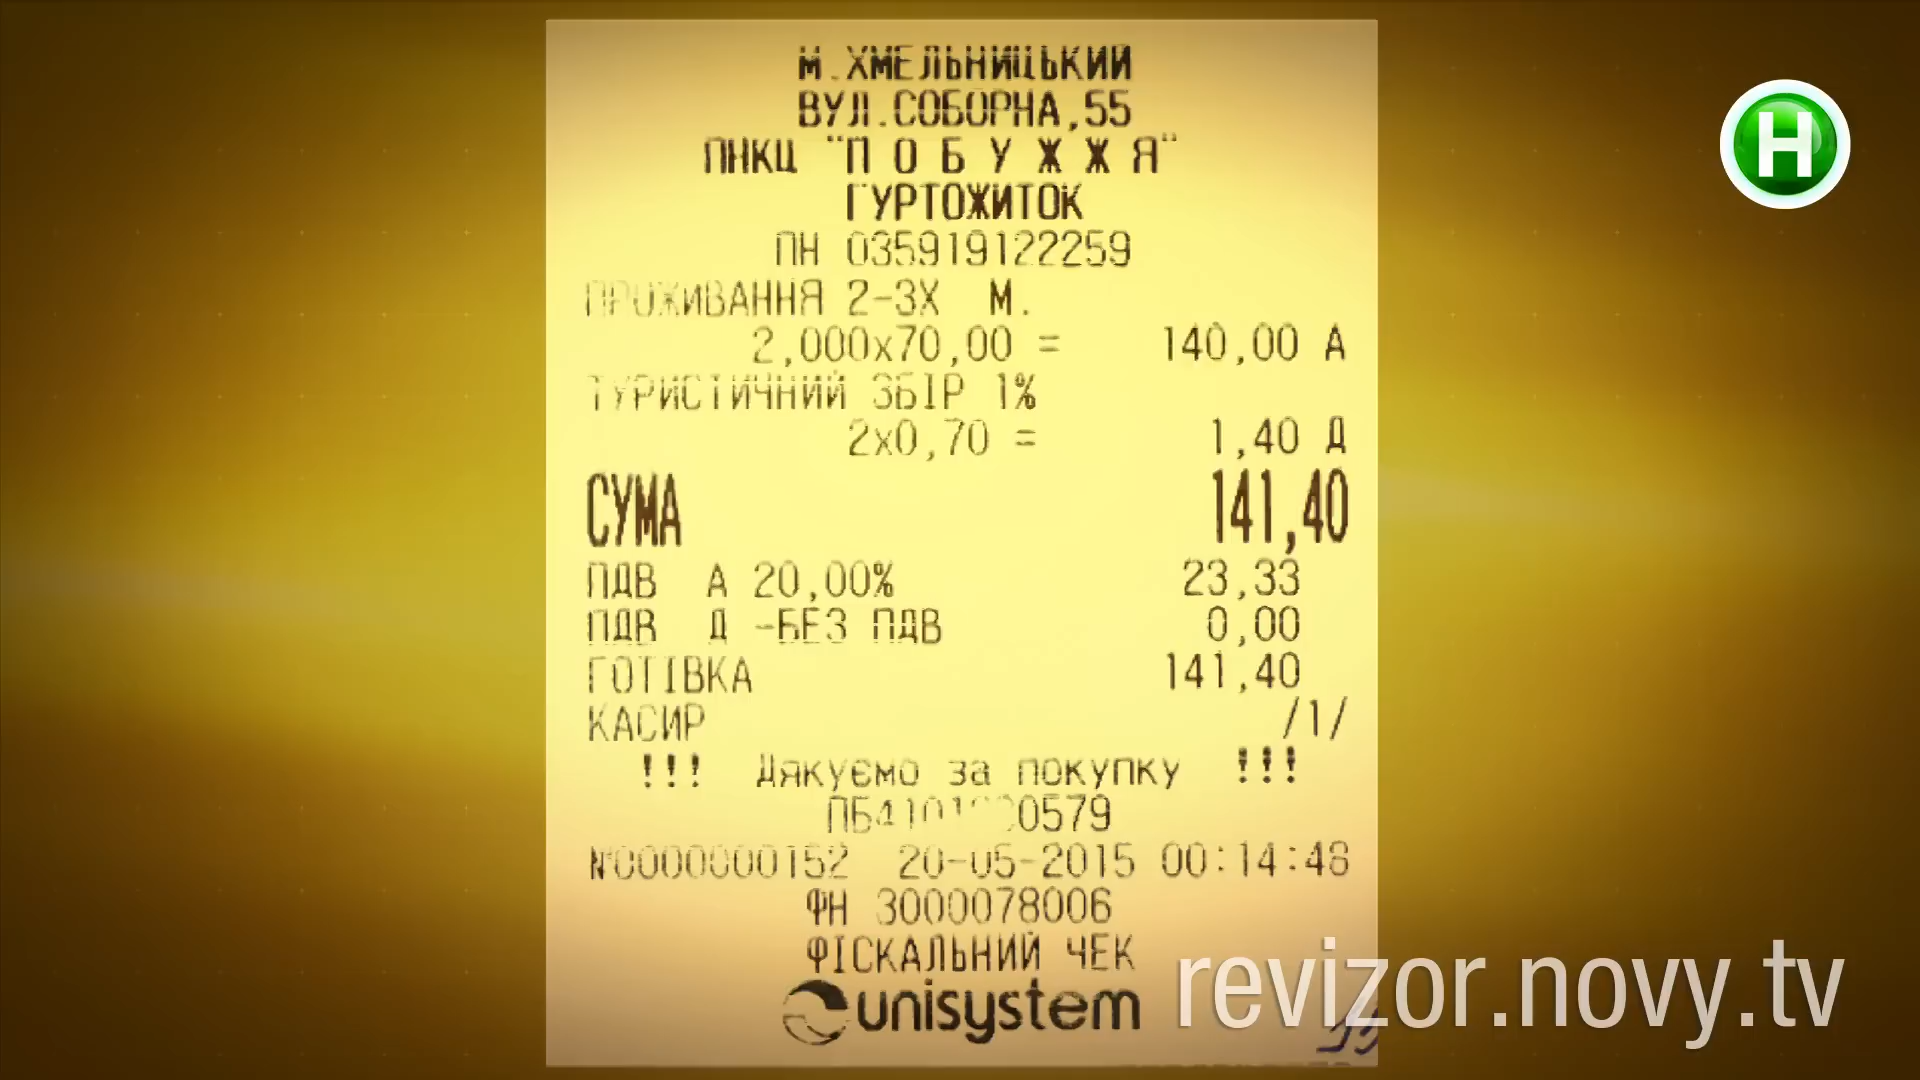 М.ХМЕЛЬНИЦЬКИЙ
ВУЛ.СОБОРНА,55
ПНКЦ "П О Б У Ж Ж Я"
ГУРТОЖИТОК
ПН 035919122259
ПРОЖИВАННЯ 2-3Х М.
2,000х70,00 = 140,00 А
ТУРИСТИЧНИЙ ЗБІР 1%
2х0,70 = 1,40 Д
СУМА 141,40
ПДВ А 20,00% 23,33
ПДВ Д -БЕЗ ПДВ 0,00
ГОТІВКА 141,40
КАСИР /1/
!!! Дякуємо за покупку !!!
№0000000152 20-05-2015 00:14:48
ФН 3000078006
ФІСКАЛЬНИЙ ЧЕК
unisystem
Н
revizor.novy.tv